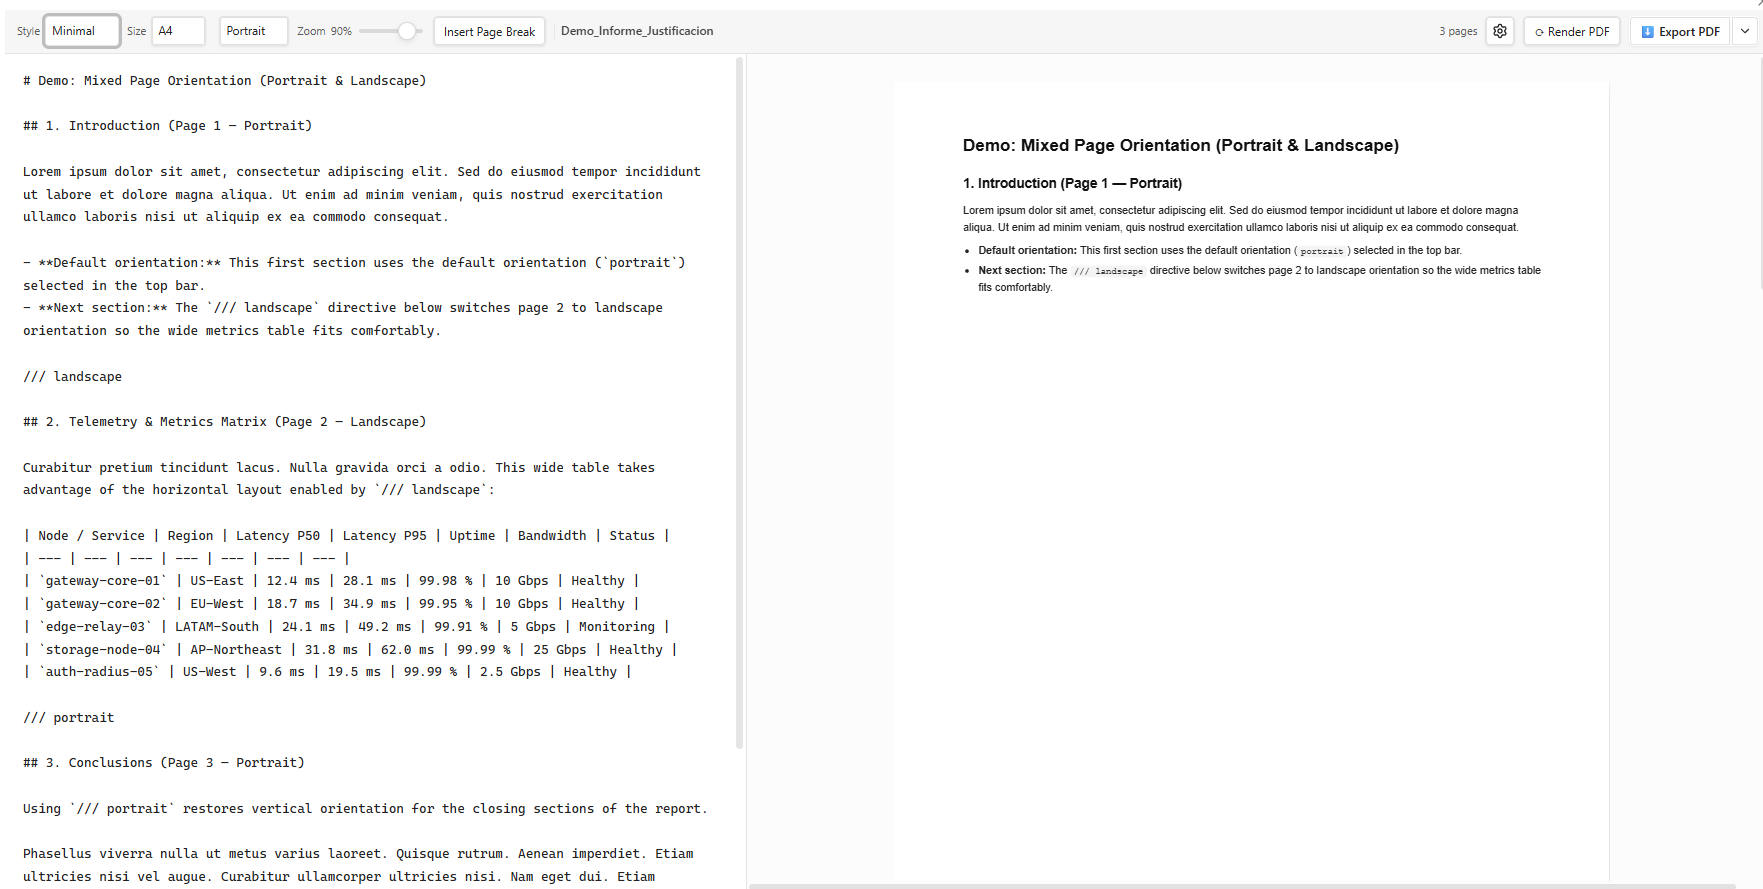 Style Minimal Size A4 Portrait Zoom 90% Insert Page Break Demo_Informe_Justificacion 3 pages Render PDF Export PDF
# Demo: Mixed Page Orientation (Portrait & Landscape)
## 1. Introduction (Page 1 — Portrait)
Lorem ipsum dolor sit amet, consectetur adipiscing elit. Sed do eiusmod tempor incididunt
ut labore et dolore magna aliqua. Ut enim ad minim veniam, quis nostrud exercitation
ullamco laboris nisi ut aliquip ex ea commodo consequat.
- **Default orientation:** This first section uses the default orientation (`portrait`)
selected in the top bar.
- **Next section:** The `/// landscape` directive below switches page 2 to landscape
orientation so the wide metrics table fits comfortably.
/// landscape
## 2. Telemetry & Metrics Matrix (Page 2 — Landscape)
Curabitur pretium tincidunt lacus. Nulla gravida orci a odio. This wide table takes
advantage of the horizontal layout enabled by `/// landscape`:
| Node / Service | Region | Latency P50 | Latency P95 | Uptime | Bandwidth | Status |
| --- | --- | --- | --- | --- | --- | --- |
| `gateway-core-01` | US-East | 12.4 ms | 28.1 ms | 99.98 % | 10 Gbps | Healthy |
| `gateway-core-02` | EU-West | 18.7 ms | 34.9 ms | 99.95 % | 10 Gbps | Healthy |
| `edge-relay-03` | LATAM-South | 24.1 ms | 49.2 ms | 99.91 % | 5 Gbps | Monitoring |
| `storage-node-04` | AP-Northeast | 31.8 ms | 62.0 ms | 99.99 % | 25 Gbps | Healthy |
| `auth-radius-05` | US-West | 9.6 ms | 19.5 ms | 99.99 % | 2.5 Gbps | Healthy |
/// portrait
## 3. Conclusions (Page 3 — Portrait)
Using `/// portrait` restores vertical orientation for the closing sections of the report.
Phasellus viverra nulla ut metus varius laoreet. Quisque rutrum. Aenean imperdiet. Etiam
ultricies nisi vel augue. Curabitur ullamcorper ultricies nisi. Nam eget dui. Etiam
Demo: Mixed Page Orientation (Portrait & Landscape)
1. Introduction (Page 1 — Portrait)
Lorem ipsum dolor sit amet, consectetur adipiscing elit. Sed do eiusmod tempor incididunt ut labore et dolore magna
aliqua. Ut enim ad minim veniam, quis nostrud exercitation ullamco laboris nisi ut aliquip ex ea commodo consequat.
• Default orientation: This first section uses the default orientation ( portrait ) selected in the top bar.
• Next section: The /// landscape directive below switches page 2 to landscape orientation so the wide metrics table
fits comfortably.